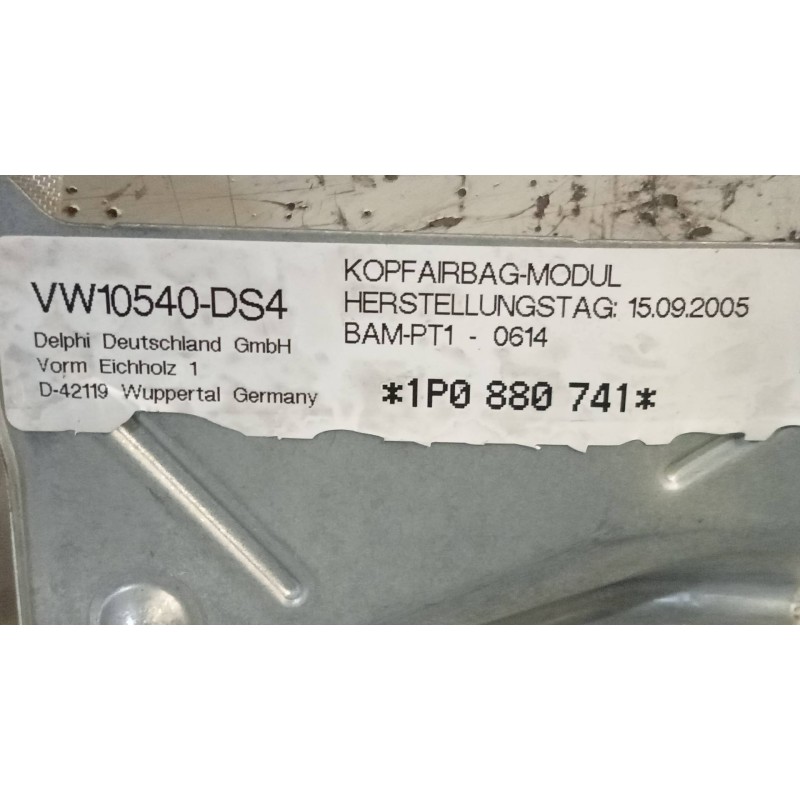 VW10540-DS4
Delphi Deutschland GmbH
Vorm Eichholz 1
D-42119 Wuppertal Germany
KOPFAIRBAG-MODUL
HERSTELLUNGSTAG: 15.09.2005
BAM-PT1 - 0614
*1P0 880 741*